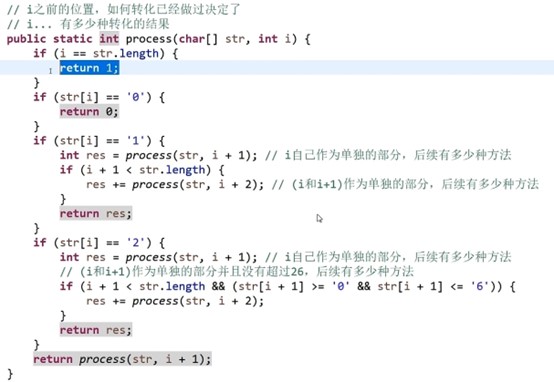 // i之前的位置，如何转化已经做过决定了
// i... 有多少种转化的结果
public static int process(char[] str, int i) {
if (i == str.length) {
return 1;
}
if (str[i] == '0') {
return 0;
}
if (str[i] == '1') {
int res = process(str, i + 1); // i自己作为单独的部分，后续有多少种方法
if (i + 1 < str.length) {
res += process(str, i + 2); // (i和i+1)作为单独的部分，后续有多少种方法
}
return res;
}
if (str[i] == '2') {
int res = process(str, i + 1); // i自己作为单独的部分，后续有多少种方法
// (i和i+1)作为单独的部分并且没有超过26，后续有多少种方法
if (i + 1 < str.length && (str[i + 1] >= '0' && str[i + 1] <= '6')) {
res += process(str, i + 2);
}
return res;
}
return process(str, i + 1);
}